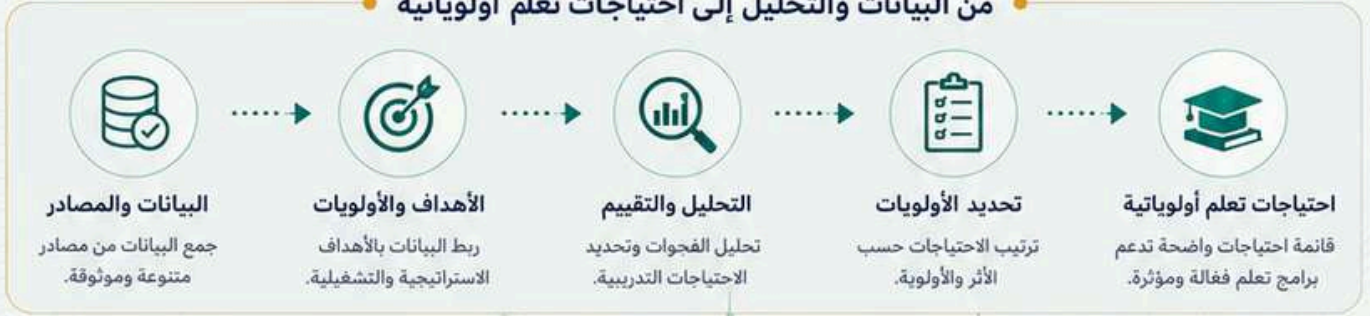 من البيانات والتحليل إلى احتياجات تعلم أولوياتية
البيانات والمصادر
جمع البيانات من مصادر
متنوعة وموثوقة.
الأهداف والأولويات
ربط البيانات بالأهداف
الاستراتيجية والتشغيلية.
التحليل والتقييم
تحليل الفجوات وتحديد
الاحتياجات التدريبية.
تحديد الأولويات
ترتيب الاحتياجات حسب
الأثر والأولوية.
احتياجات تعلم أولوياتية
قائمة احتياجات واضحة تدعم
برامج تعلم فعالة ومؤثرة.